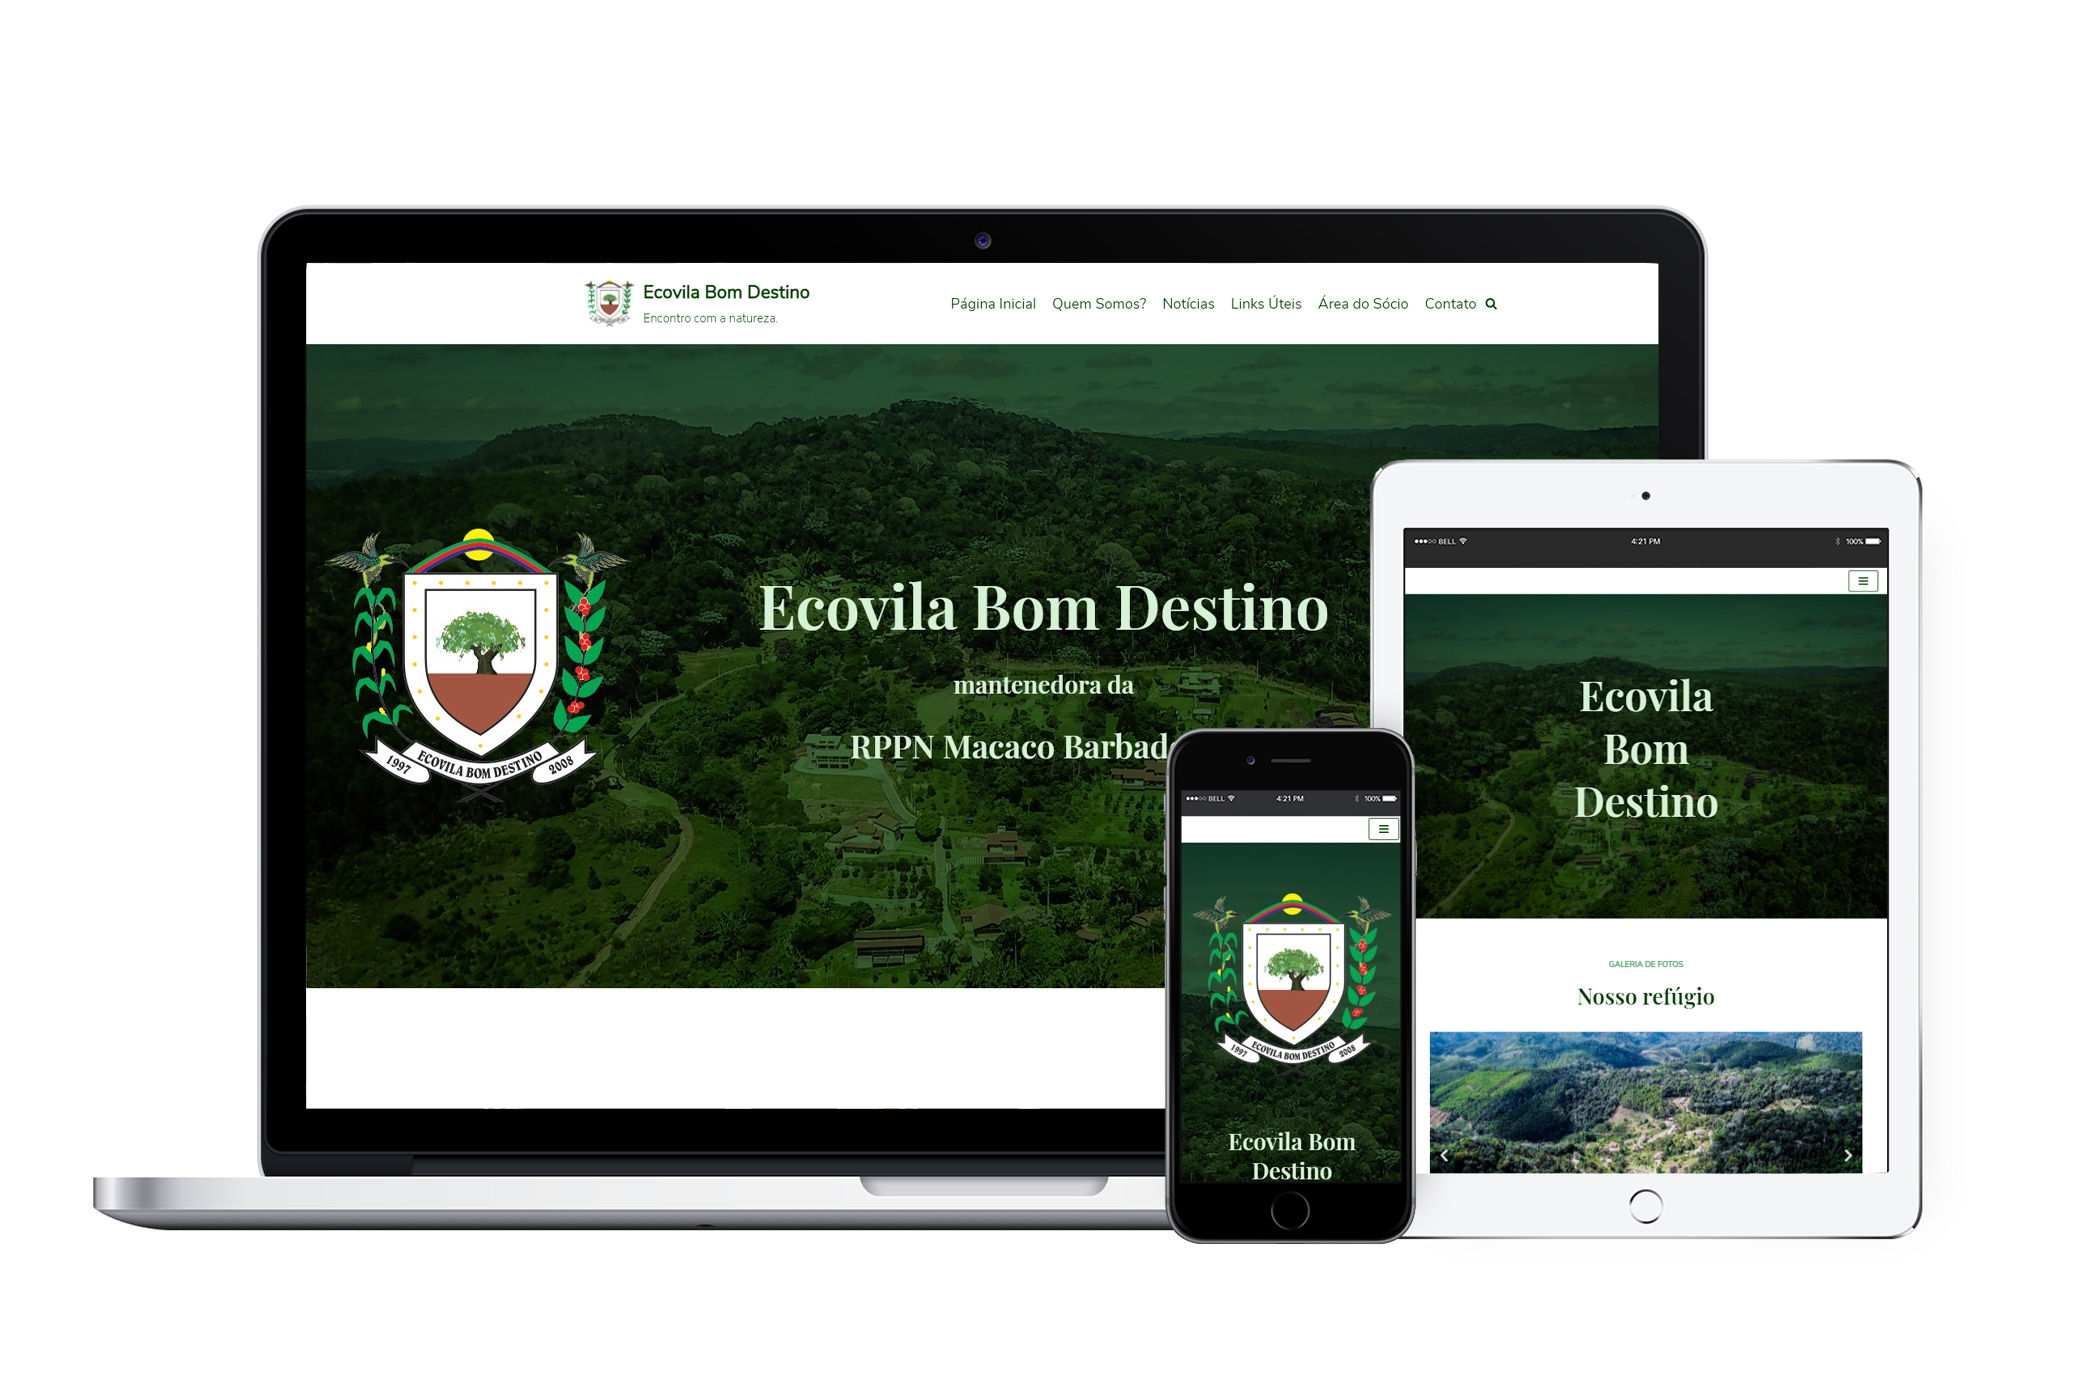 Ecovila Bom Destino
Encontro com a natureza.
Página Inicial Quem Somos? Notícias Links Úteis Área do Sócio Contato
Ecovila Bom Destino
mantenedora da
RPPN Macaco Barbado
1997 ECOVILA BOM DESTINO 2008
BELL 4:21 PM 100%
Ecovila
Bom
Destino
GALERIA DE FOTOS
Nosso refúgio
BELL 4:21 PM 100%
1997 ECOVILA BOM DESTINO 2008
Ecovila Bom
Destino